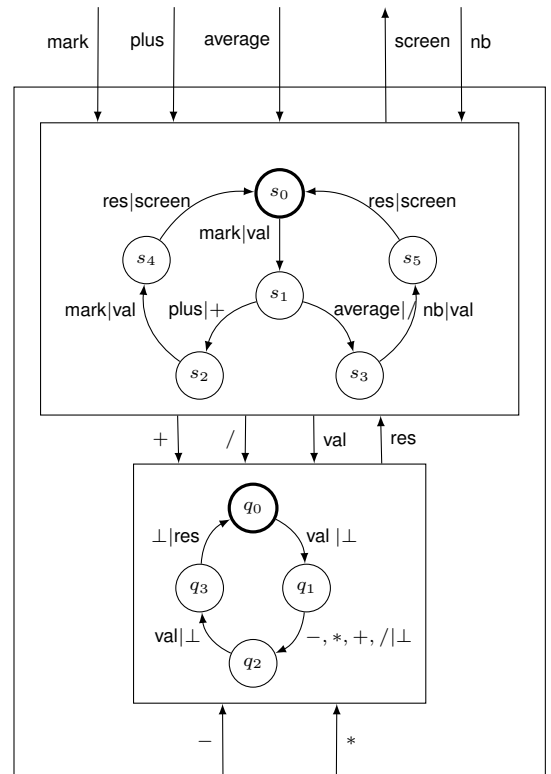 mark plus average screen nb
s₀
res|screen res|screen
mark|val
s₄ s₅
s₁
mark|val plus|+ average|/ nb|val
s₂ s₃
+ / val res
q₀
⊥|res val |⊥
q₃ q₁
val|⊥ −, ∗, +, /|⊥
q₂
− ∗